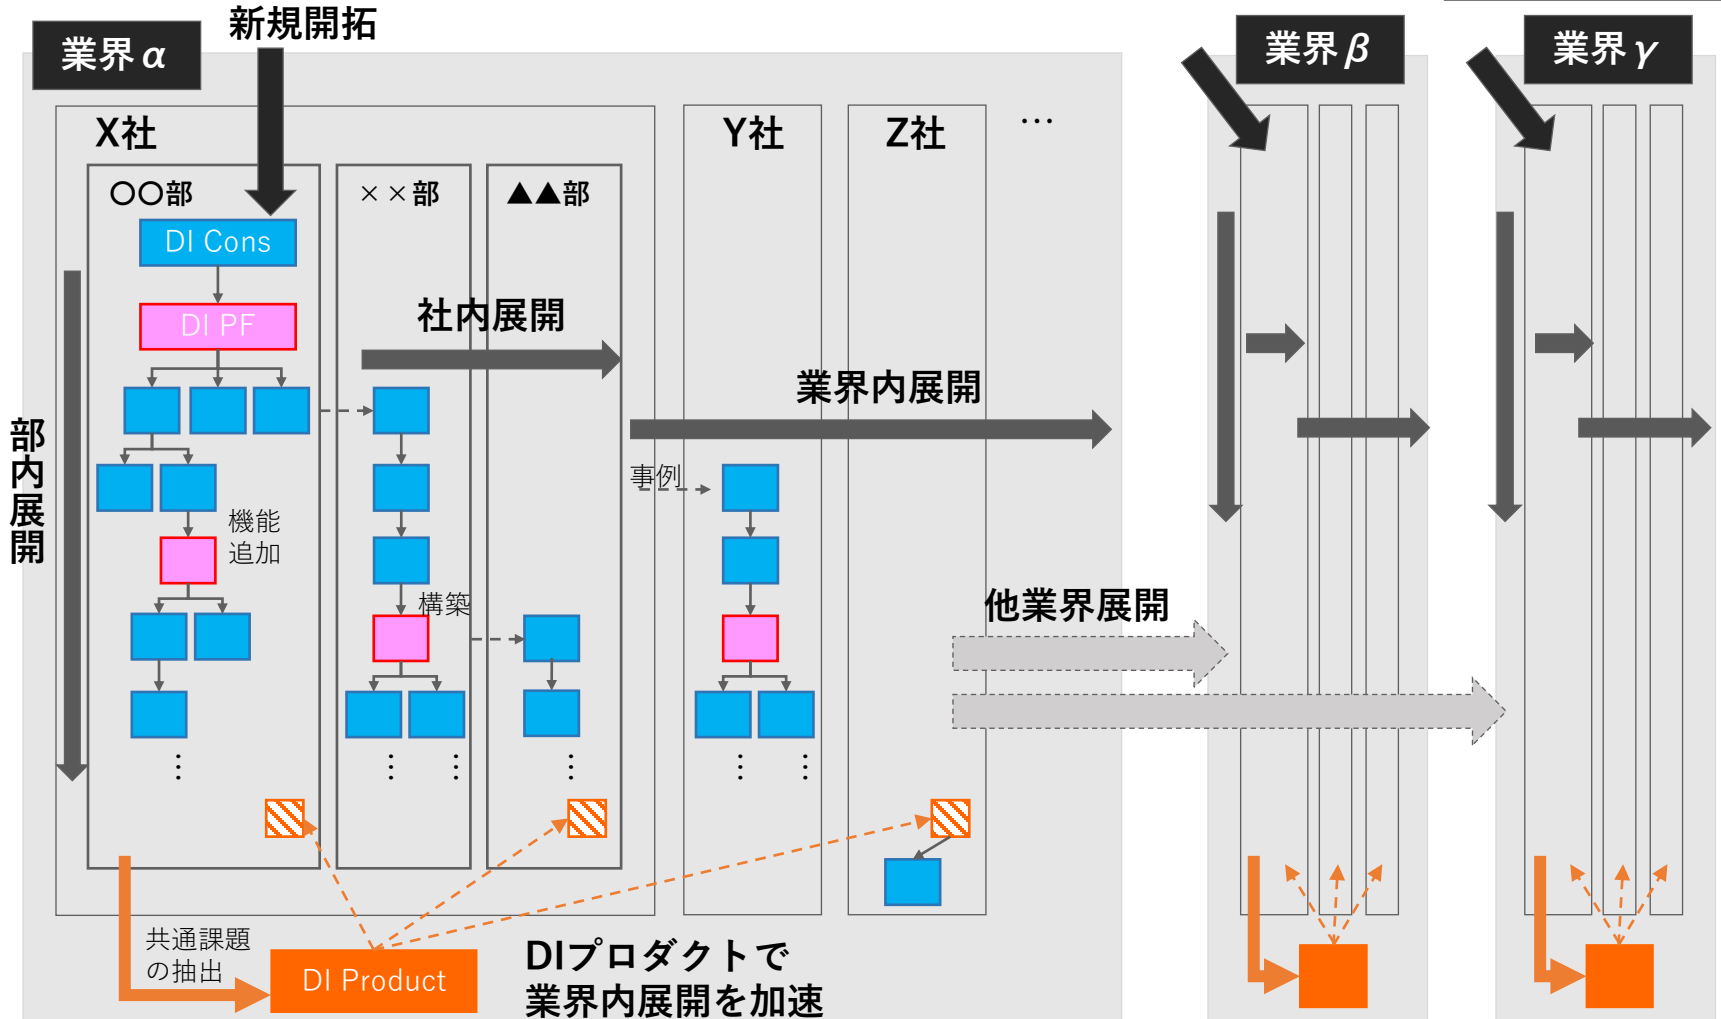 新規開拓
業界α
業界β
業界γ
X社
Y社
Z社
…
〇〇部
××部
▲▲部
DI Cons
DI PF
社内展開
業界内展開
部内展開
事例
機能
追加
構築
他業界展開
⋮
⋮
⋮
⋮
⋮
⋮
共通課題
の抽出
DI Product
DIプロダクトで
業界内展開を加速